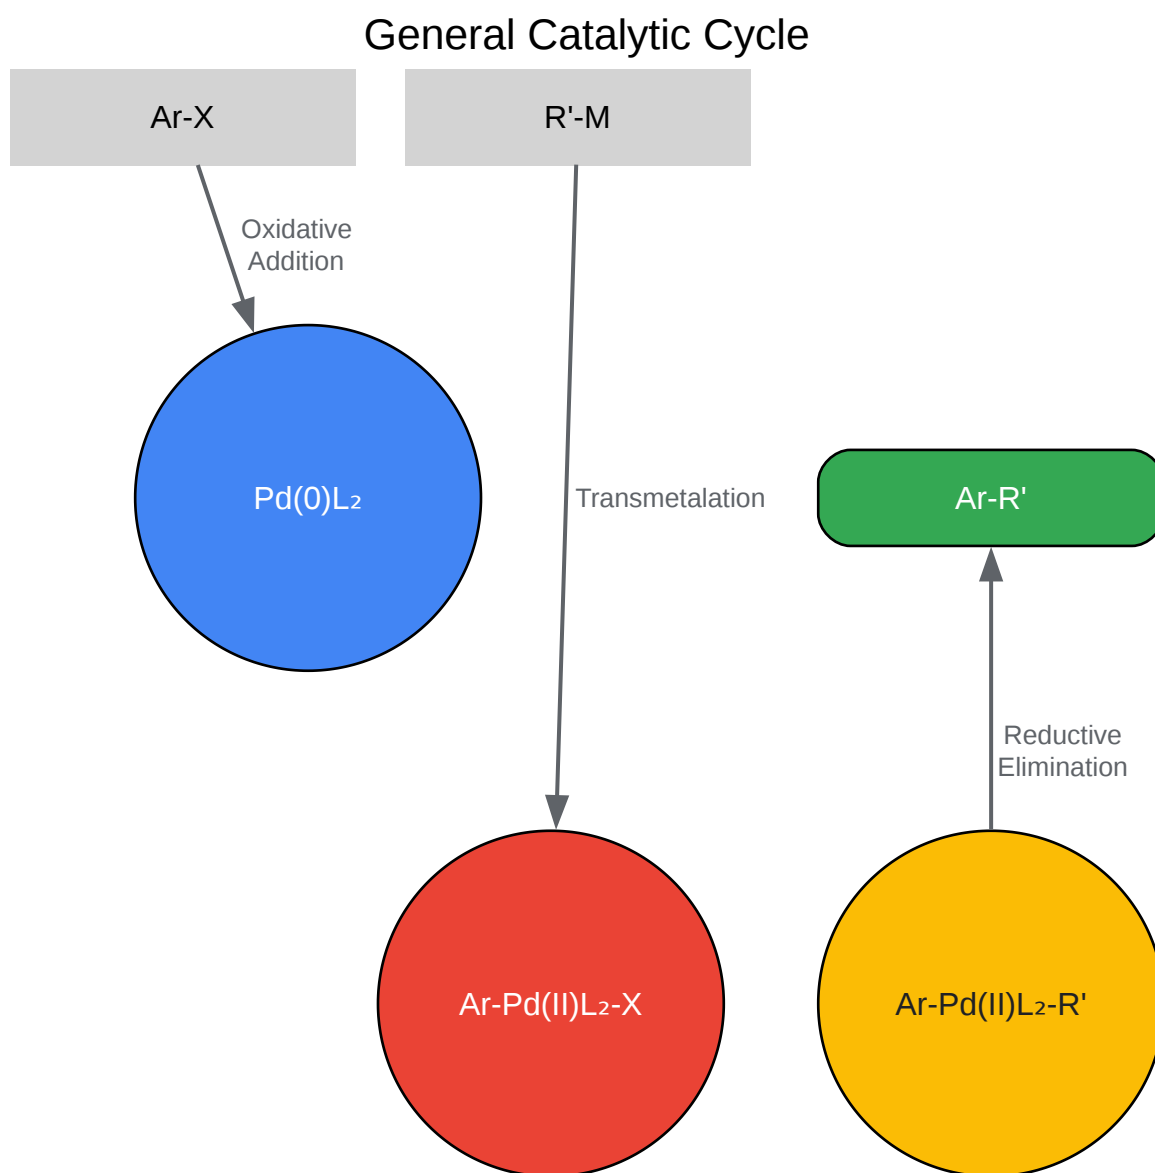 General Catalytic Cycle
Ar-X
R'-M
Oxidative
Addition
Pd(0)L₂
Transmetalation
Ar-R'
Reductive
Elimination
Ar-Pd(II)L₂-X
Ar-Pd(II)L₂-R'